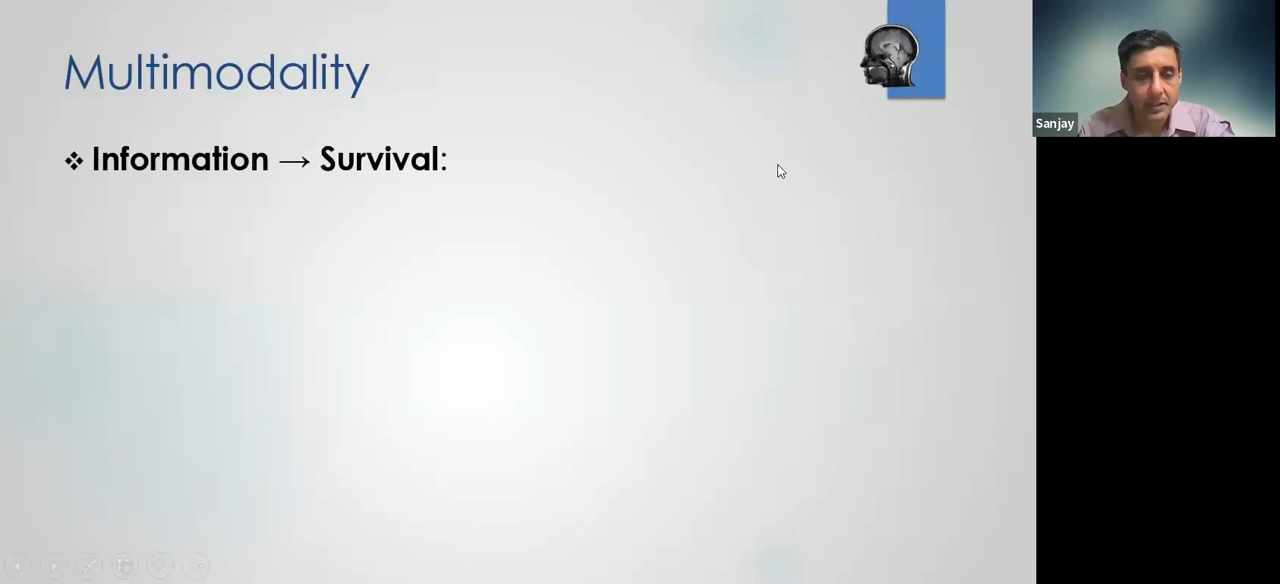 Multimodality
❖ Information → Survival:
Sanjay